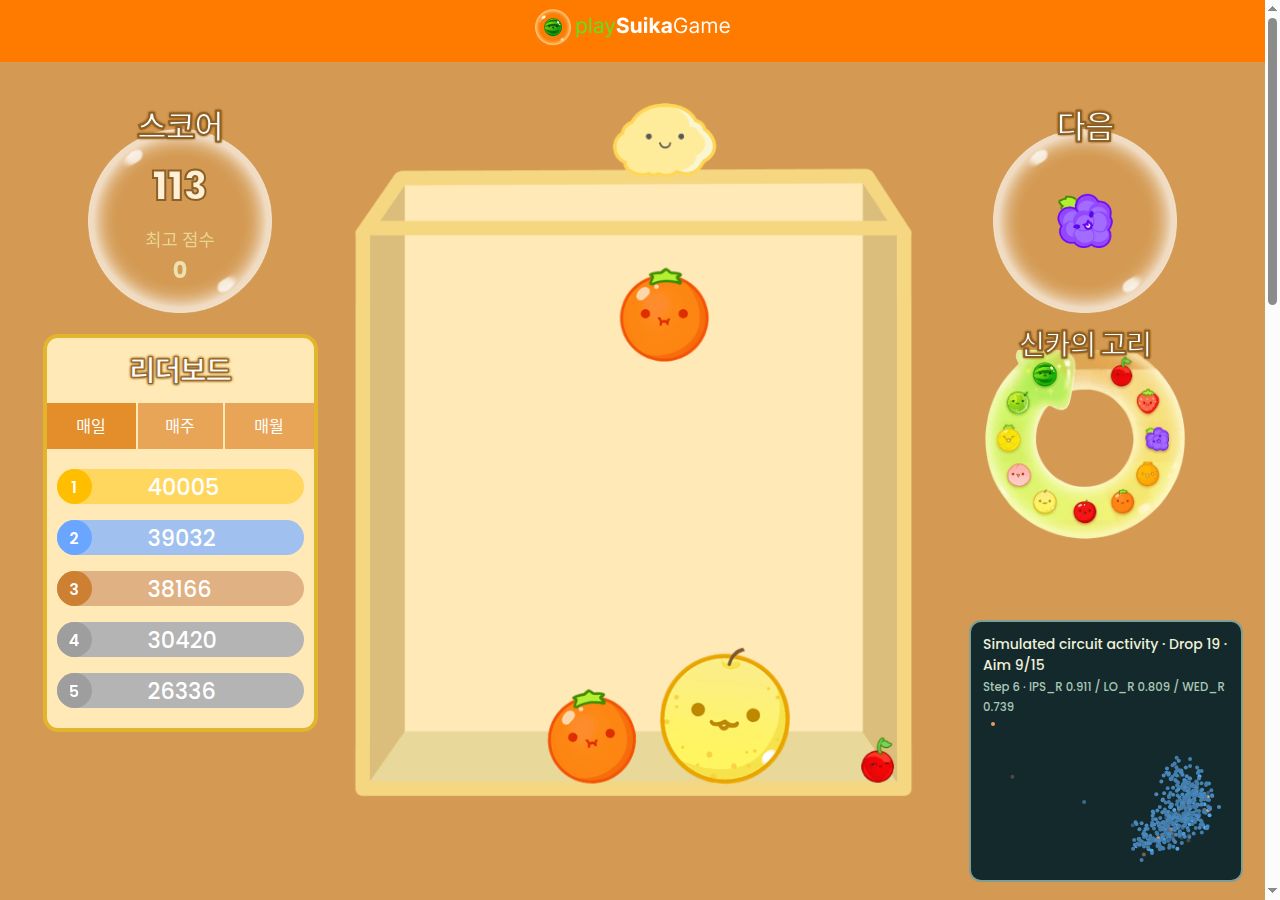 playSuikaGame
스코어
113
최고 점수
0
다음
신카의 고리
리더보드
매일 매주 매월
1 40005
2 39032
3 38166
4 30420
5 26336
Simulated circuit activity · Drop 19 ·
Aim 9/15
Step 6 · IPS_R 0.911 / LO_R 0.809 / WED_R
0.739